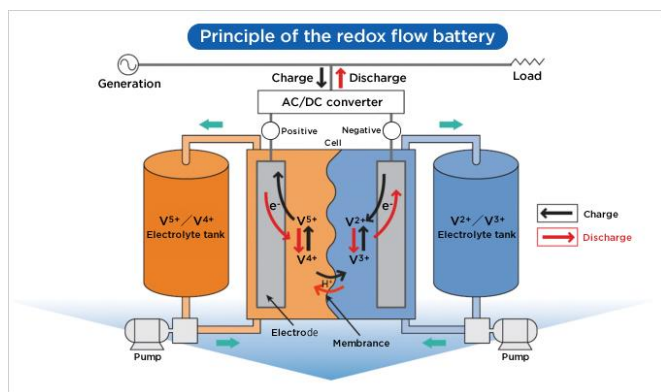 Principle of the redox flow battery
Generation
Charge
Discharge
Load
AC/DC converter
Positive
Negative
Cell
e-
e-
V5+／V4+
Electrolyte tank
V5+
V4+
V2+
V3+
H+
V2+／V3+
Electrolyte tank
Charge
Discharge
Electrode
Membrance
Pump
Pump